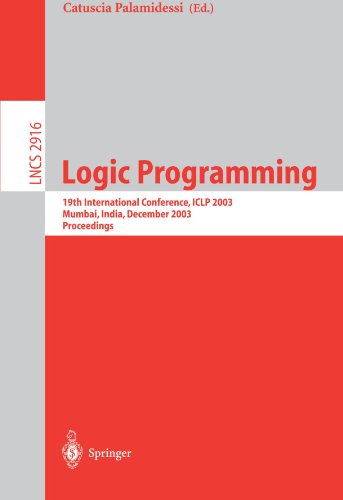 Catuscia Palamidessi (Ed.)
LNCS 2916
Logic Programming
19th International Conference, ICLP 2003
Mumbai, India, December 2003
Proceedings
Springer